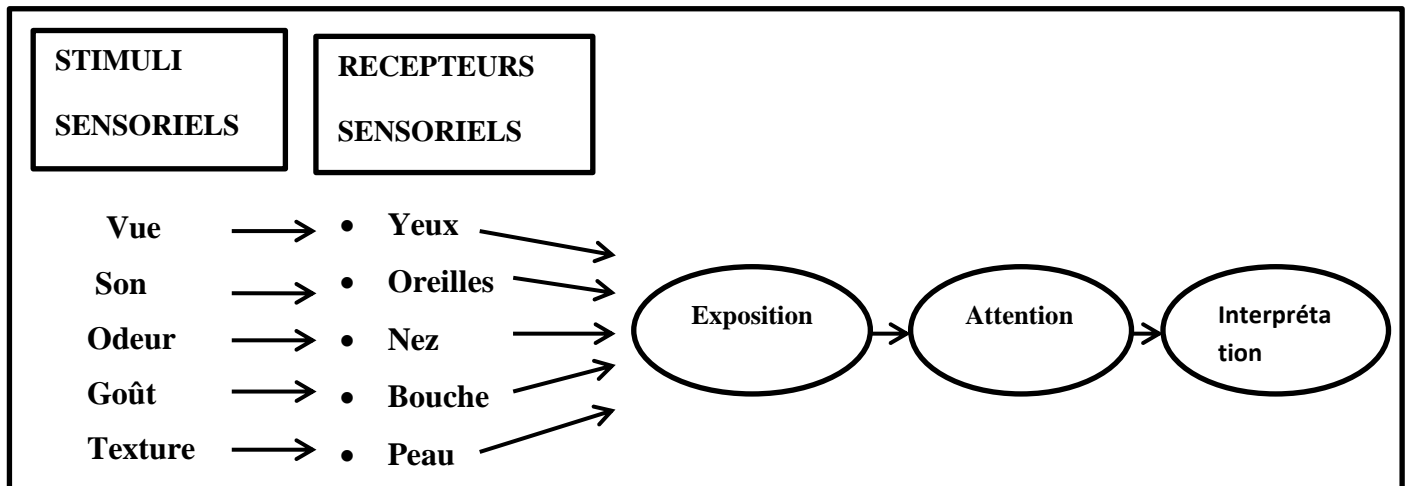 STIMULI
SENSORIELS
RECEPTEURS
SENSORIELS
Vue
• Yeux
Son
• Oreilles
Odeur
• Nez
Goût
• Bouche
Texture
• Peau
Exposition
Attention
Interpréta
tion